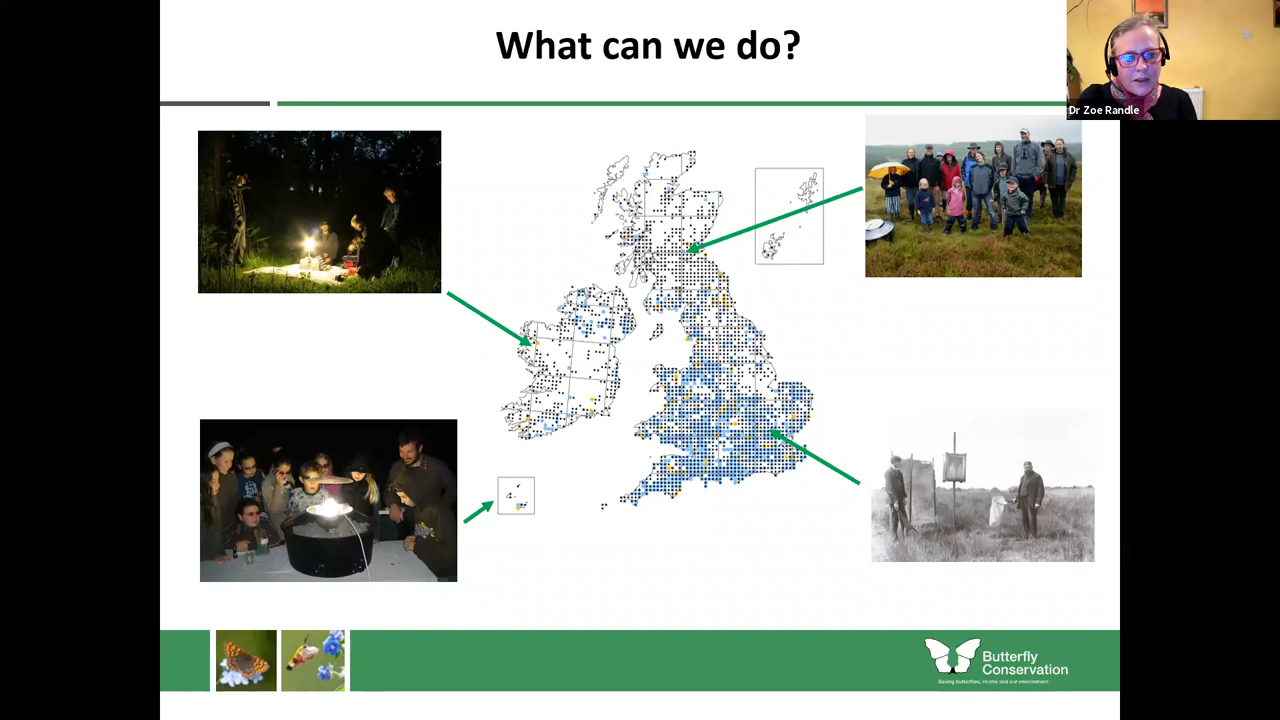 What can we do?
Dr Zoe Randle
Butterfly
Conservation
Saving butterflies, moths and our environment